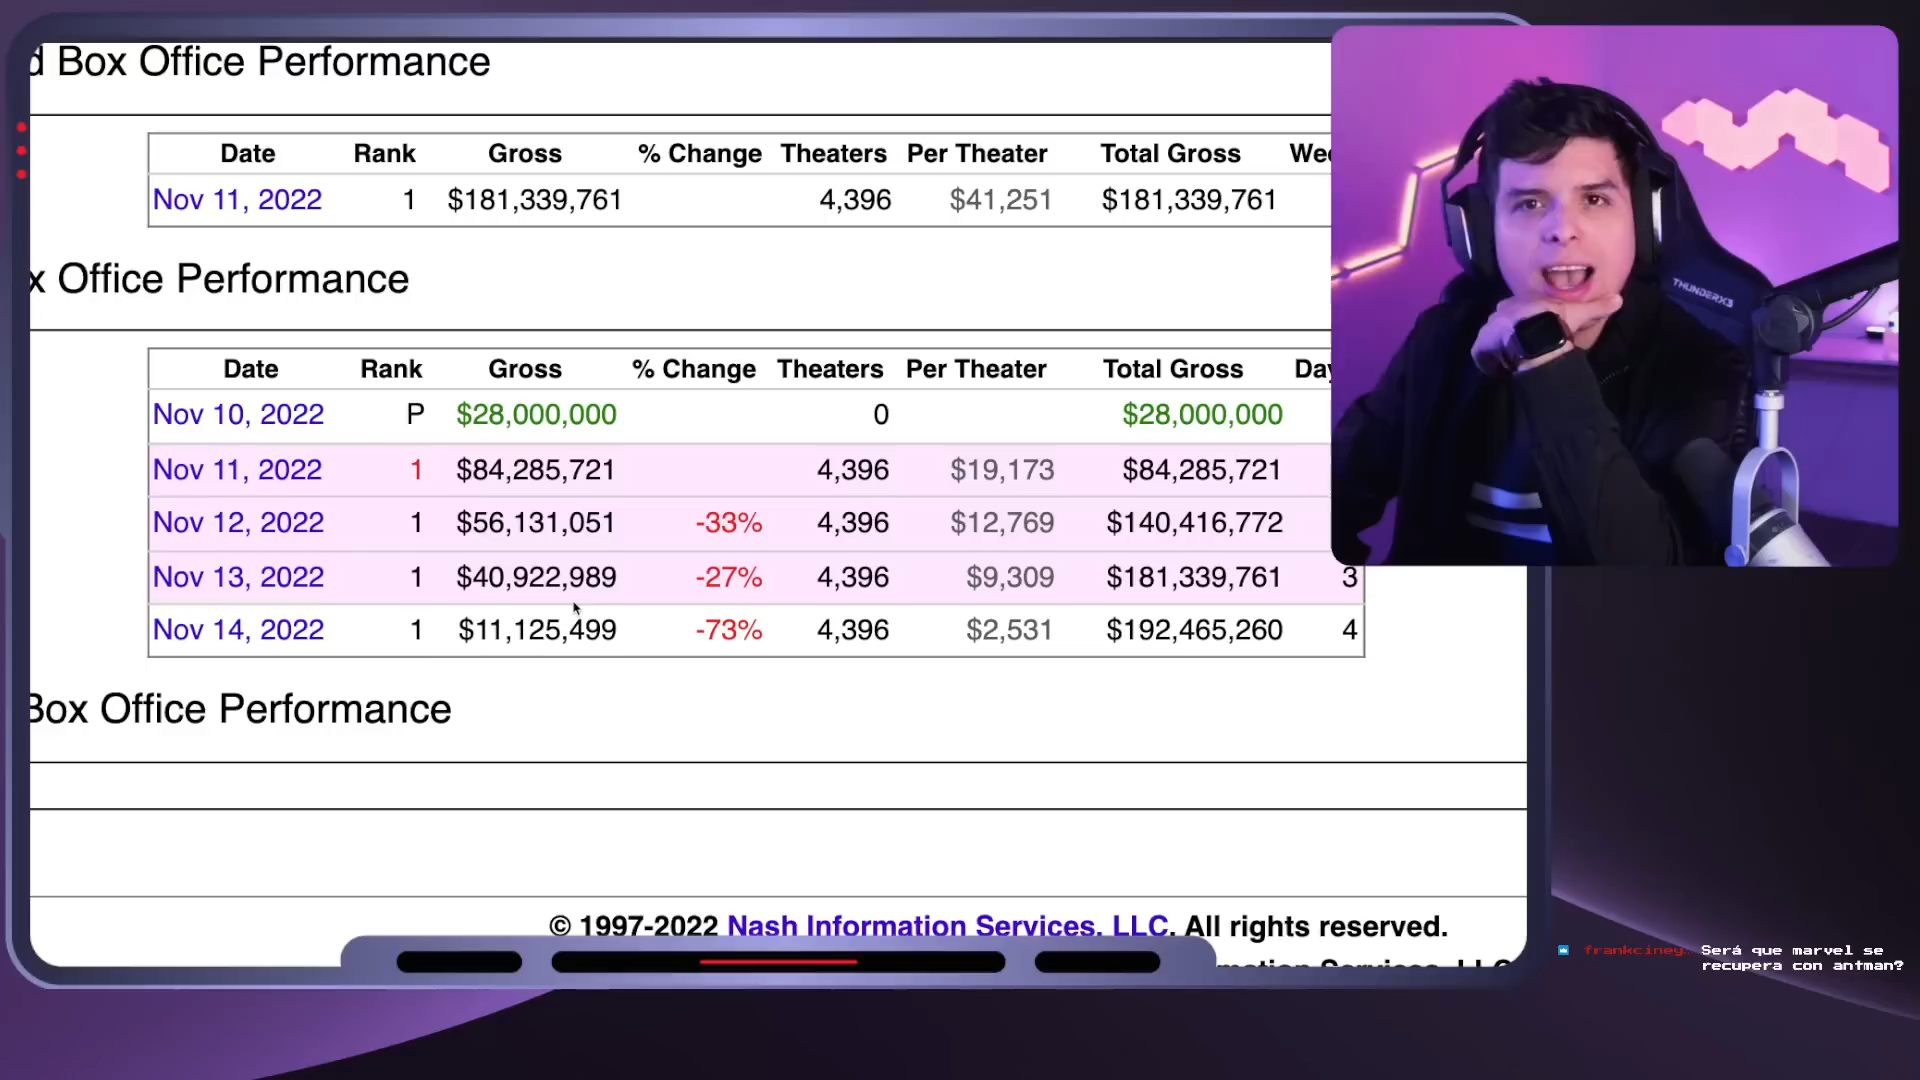 d Box Office Performance
Date Rank Gross % Change Theaters Per Theater Total Gross
Nov 11, 2022 1 $181,339,761 4,396 $41,251 $181,339,761
x Office Performance
Date Rank Gross % Change Theaters Per Theater Total Gross
Nov 10, 2022 P $28,000,000 0 $28,000,000
Nov 11, 2022 1 $84,285,721 4,396 $19,173 $84,285,721
Nov 12, 2022 1 $56,131,051 -33% 4,396 $12,769 $140,416,772
Nov 13, 2022 1 $40,922,989 -27% 4,396 $9,309 $181,339,761 3
Nov 14, 2022 1 $11,125,499 -73% 4,396 $2,531 $192,465,260 4
Box Office Performance
© 1997-2022 Nash Information Services, LLC. All rights reserved.
THUNDERX3
frankciney Será que marvel se
recupera con antman?